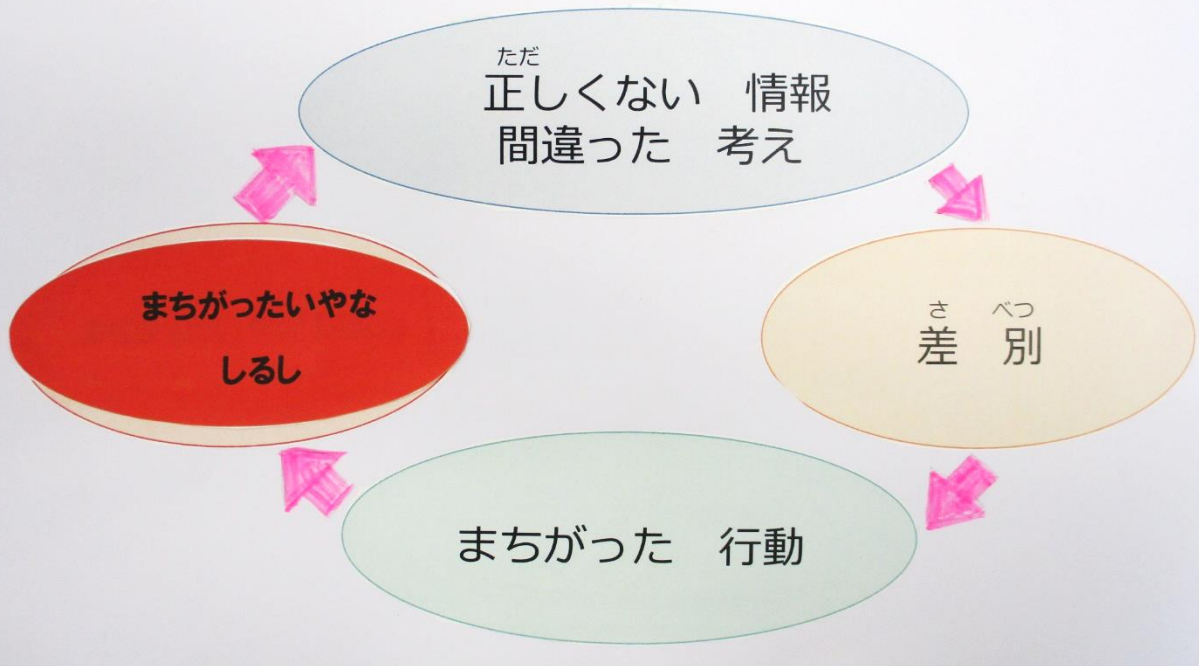 ただ
正しくない　情報
間違った　考え
さ　べつ
差　別
まちがった　行動
まちがったいやな
しるし